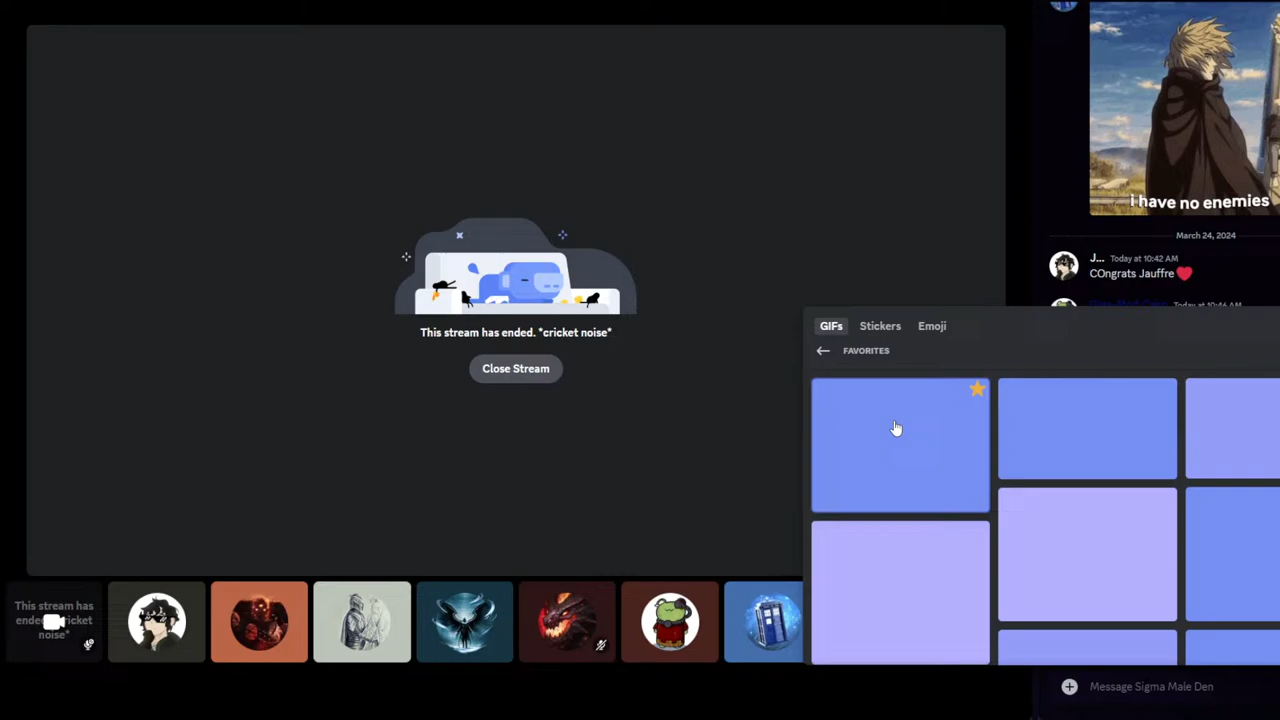 i have no enemies
March 24, 2024
J... Today at 10:42 AM
COngrats Jauffre
Today at 10:46 AM
GIFs Stickers Emoji
FAVORITES
This stream has ended. *cricket noise*
Close Stream
This stream has
noise*
Message Sigma Male Den